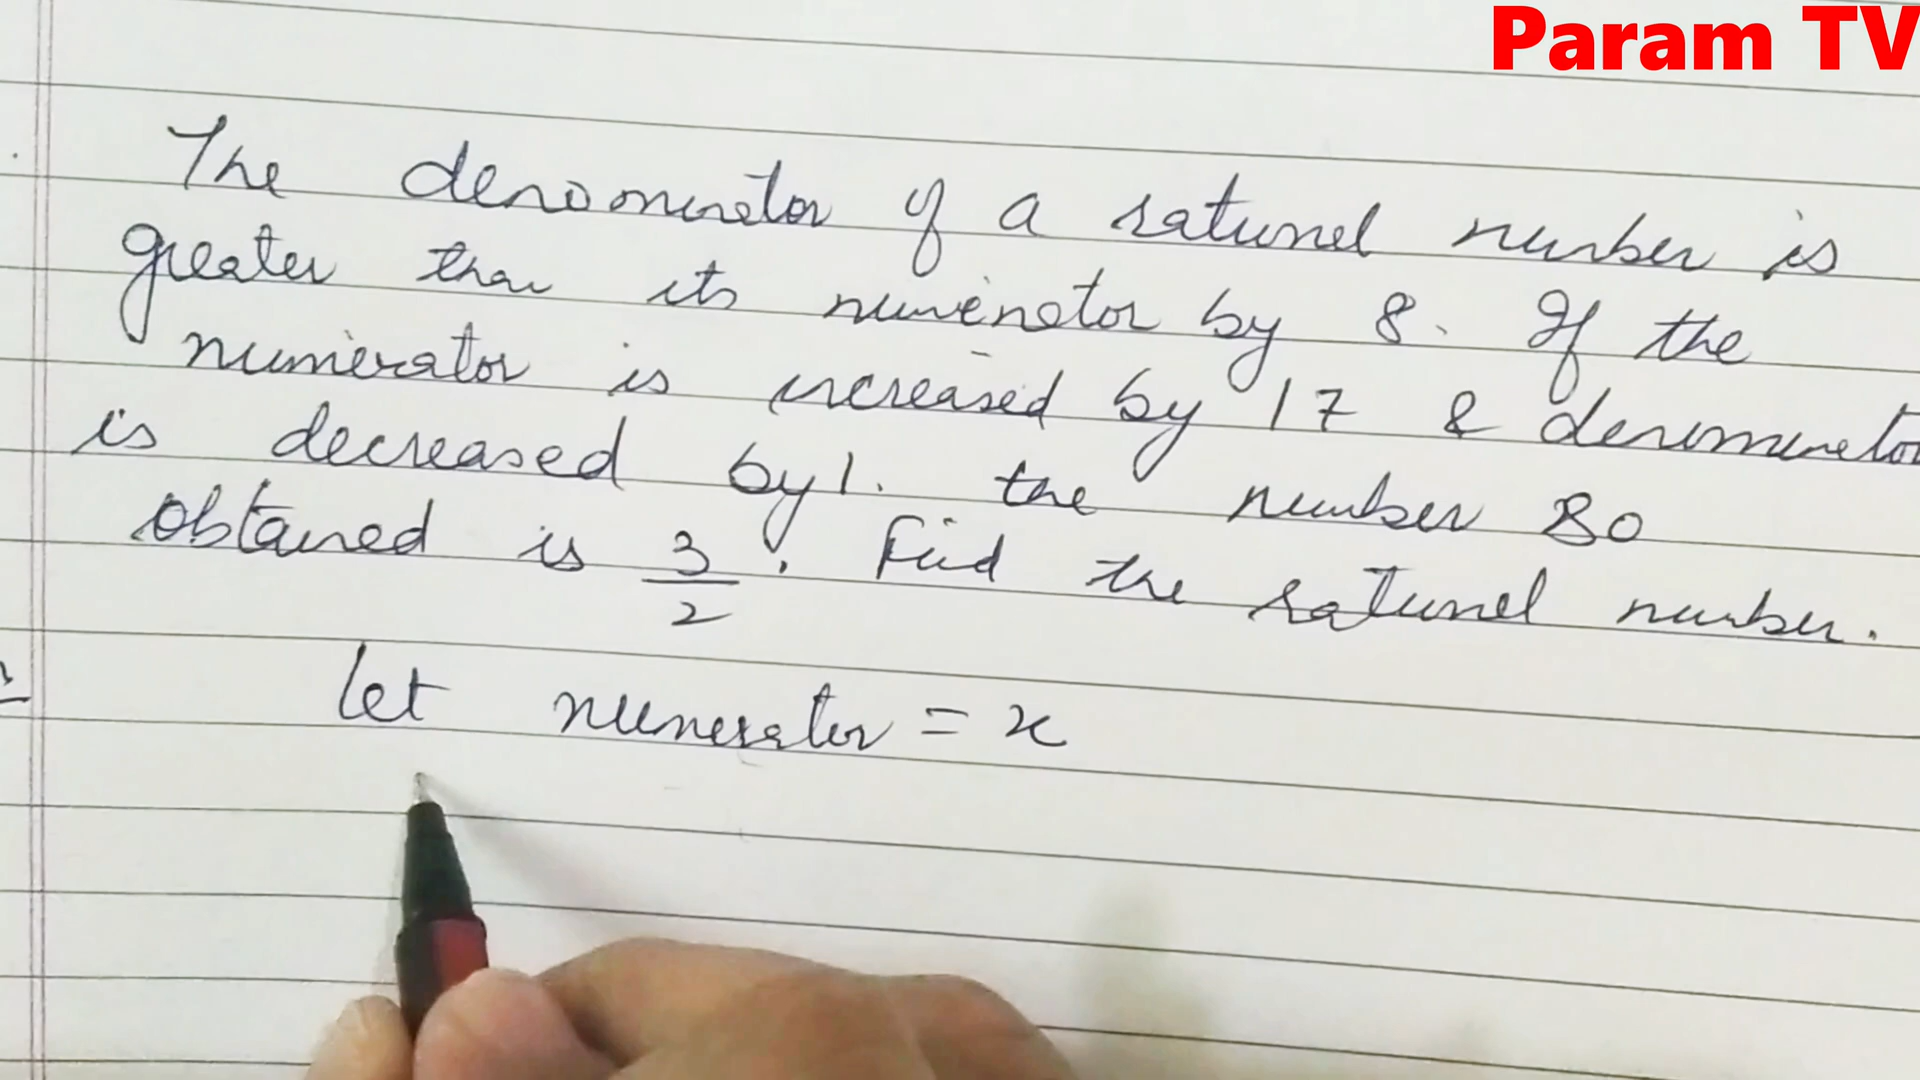 Param TV
The denominator of a rational number is
greater than its numerator by 8. If the
numerator is increased by 17 & denominator
is decreased by 1. the number 80
obtained is 3/2. Find the rational number.
Let numerator = x